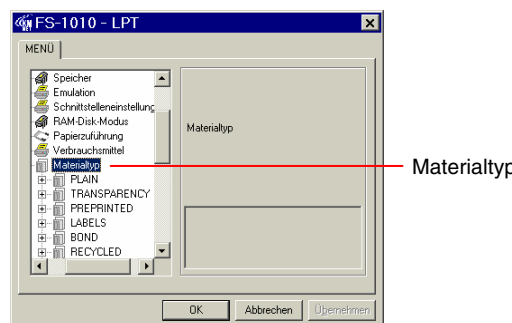 FS-1010 - LPT
MENÜ
Speicher
Emulation
Schnittstelleneinstellung
RAM-Disk-Modus
Papierzuführung
Verbrauchsmittel
Materialtyp
PLAIN
TRANSPARENCY
PREPRINTED
LABELS
BOND
RECYCLED
Materialtyp
Materialtyp
OK Abbrechen Übernehmen